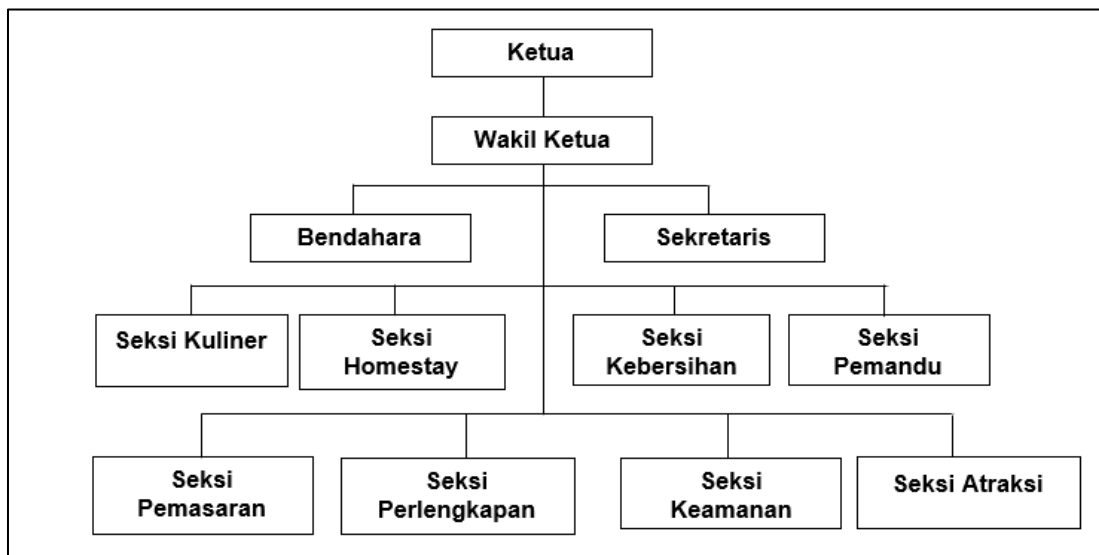 Ketua
Wakil Ketua
Bendahara
Sekretaris
Seksi Kuliner
Seksi
Homestay
Seksi
Kebersihan
Seksi
Pemandu
Seksi
Pemasaran
Seksi
Perlengkapan
Seksi
Keamanan
Seksi Atraksi